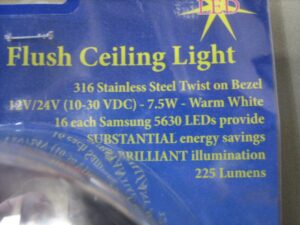 Flush Ceiling Light
316 Stainless Steel Twist on Bezel
12V/24V (10-30 VDC) - 7.5W - Warm White
16 each Samsung 5630 LEDs provide
SUBSTANTIAL energy savings
BRILLIANT illumination
225 Lumens